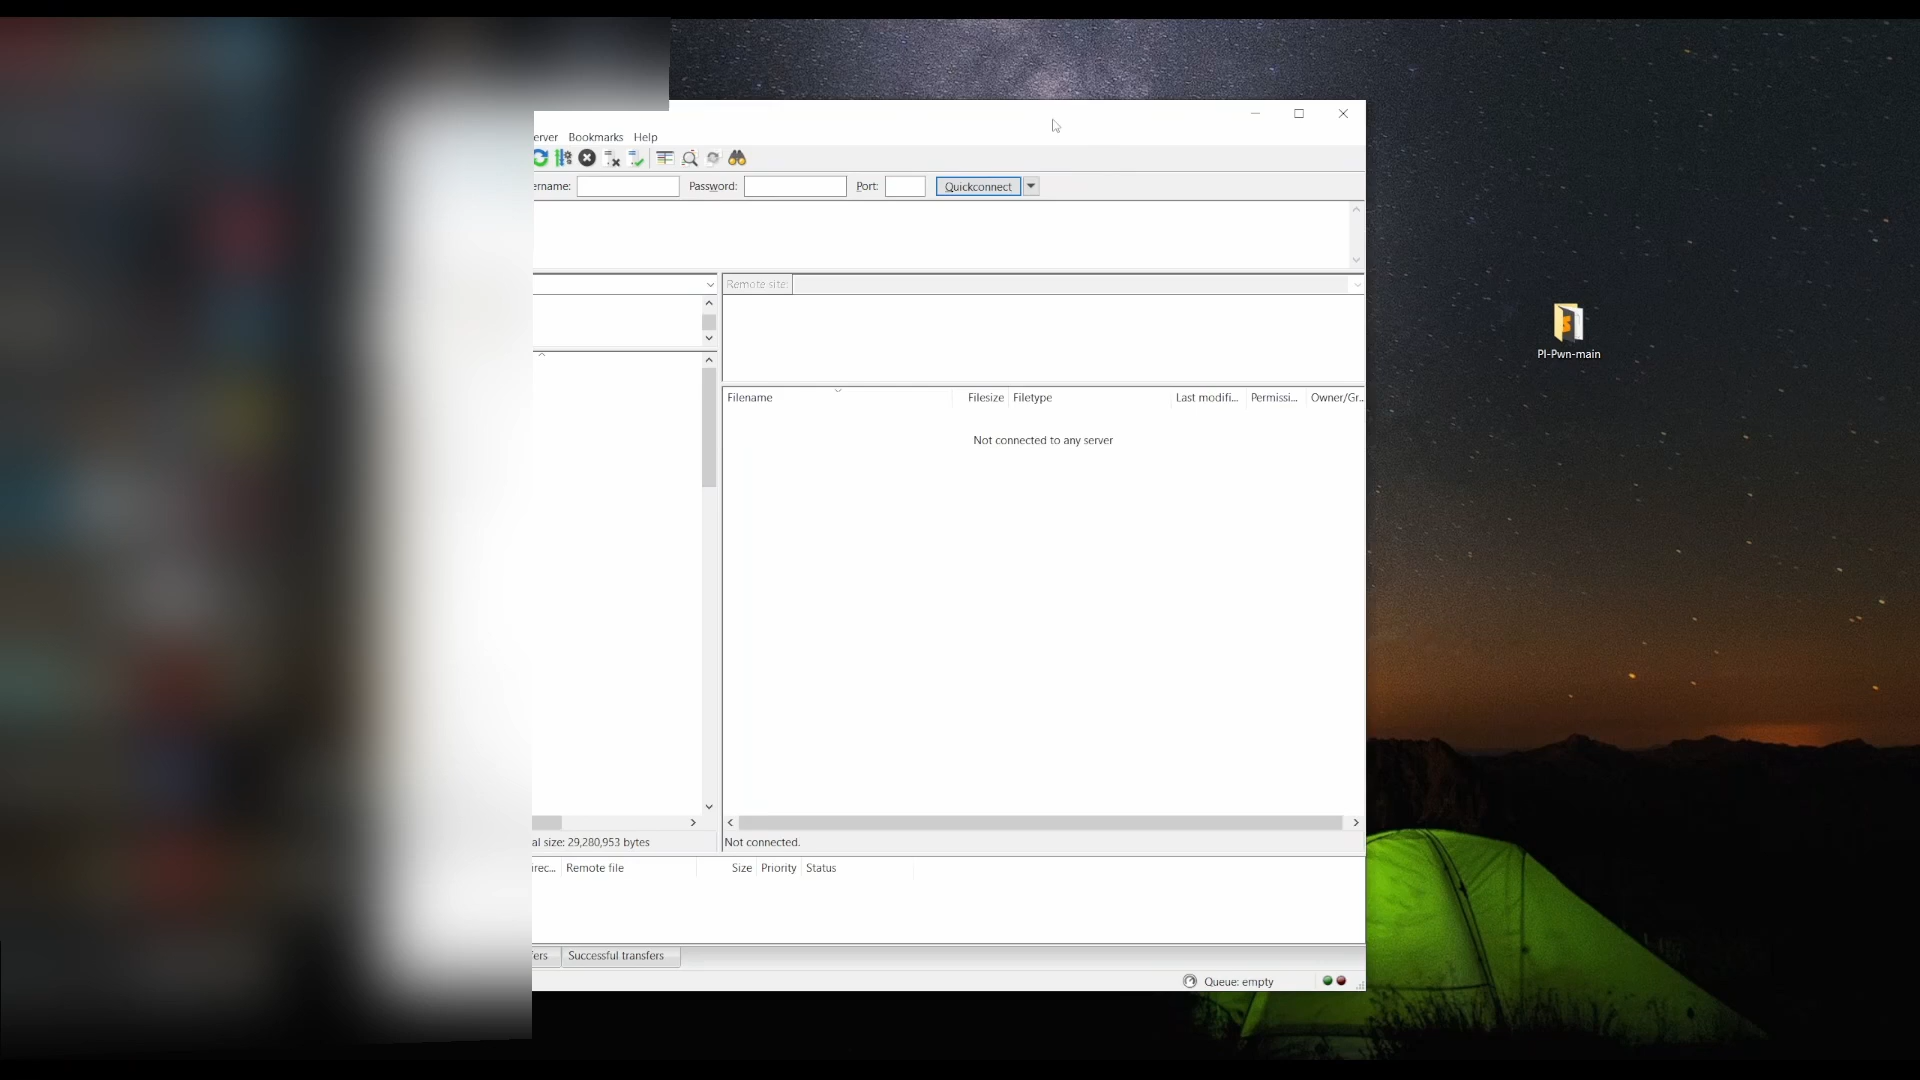 erver Bookmarks Help
ername: Password: Port: Quickconnect
Remote site:
Filename Filesize Filetype Last modifi... Permissi... Owner/Gr...
Not connected to any server
PI-Pwn-main
al size: 29,280,953 bytes
Not connected.
irec... Remote file Size Priority Status
fers Successful transfers
Queue: empty